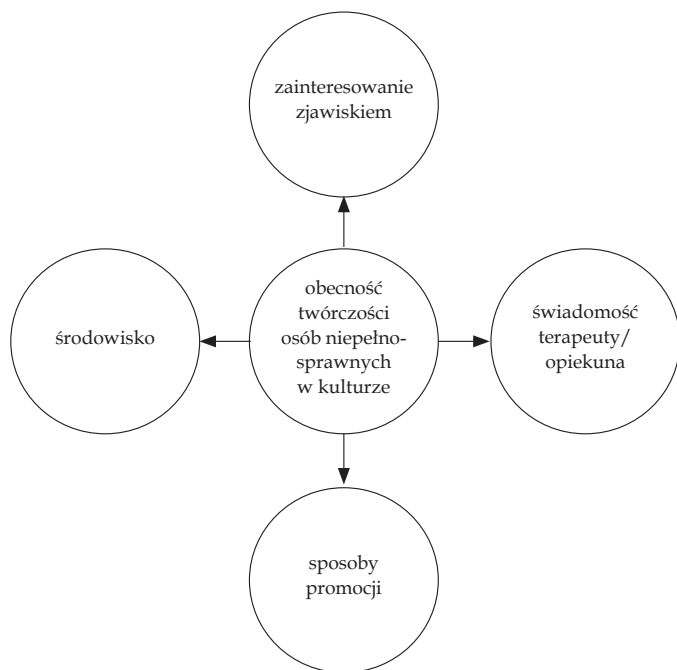 zainteresowanie
zjawiskiem
środowisko
obecność
twórczości
osób niepełno-
sprawnych
w kulturze
świadomość
terapeuty/
opiekuna
sposoby
promocji